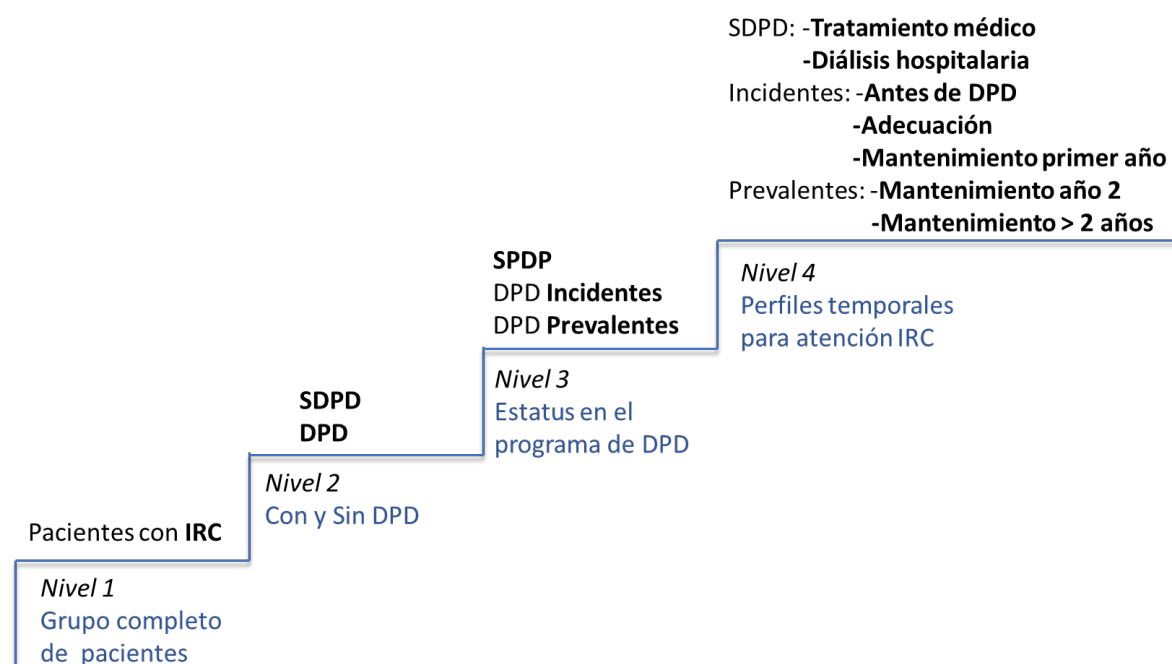 SDPD: -Tratamiento médico
-Diálisis hospitalaria
Incidentes: -Antes de DPD
-Adecuación
-Mantenimiento primer año
Prevalentes: -Mantenimiento año 2
-Mantenimiento > 2 años
Nivel 4
Perfiles temporales
para atención IRC
SPDP
DPD Incidentes
DPD Prevalentes
Nivel 3
Estatus en el
programa de DPD
SDPD
DPD
Nivel 2
Con y Sin DPD
Pacientes con IRC
Nivel 1
Grupo completo
de pacientes